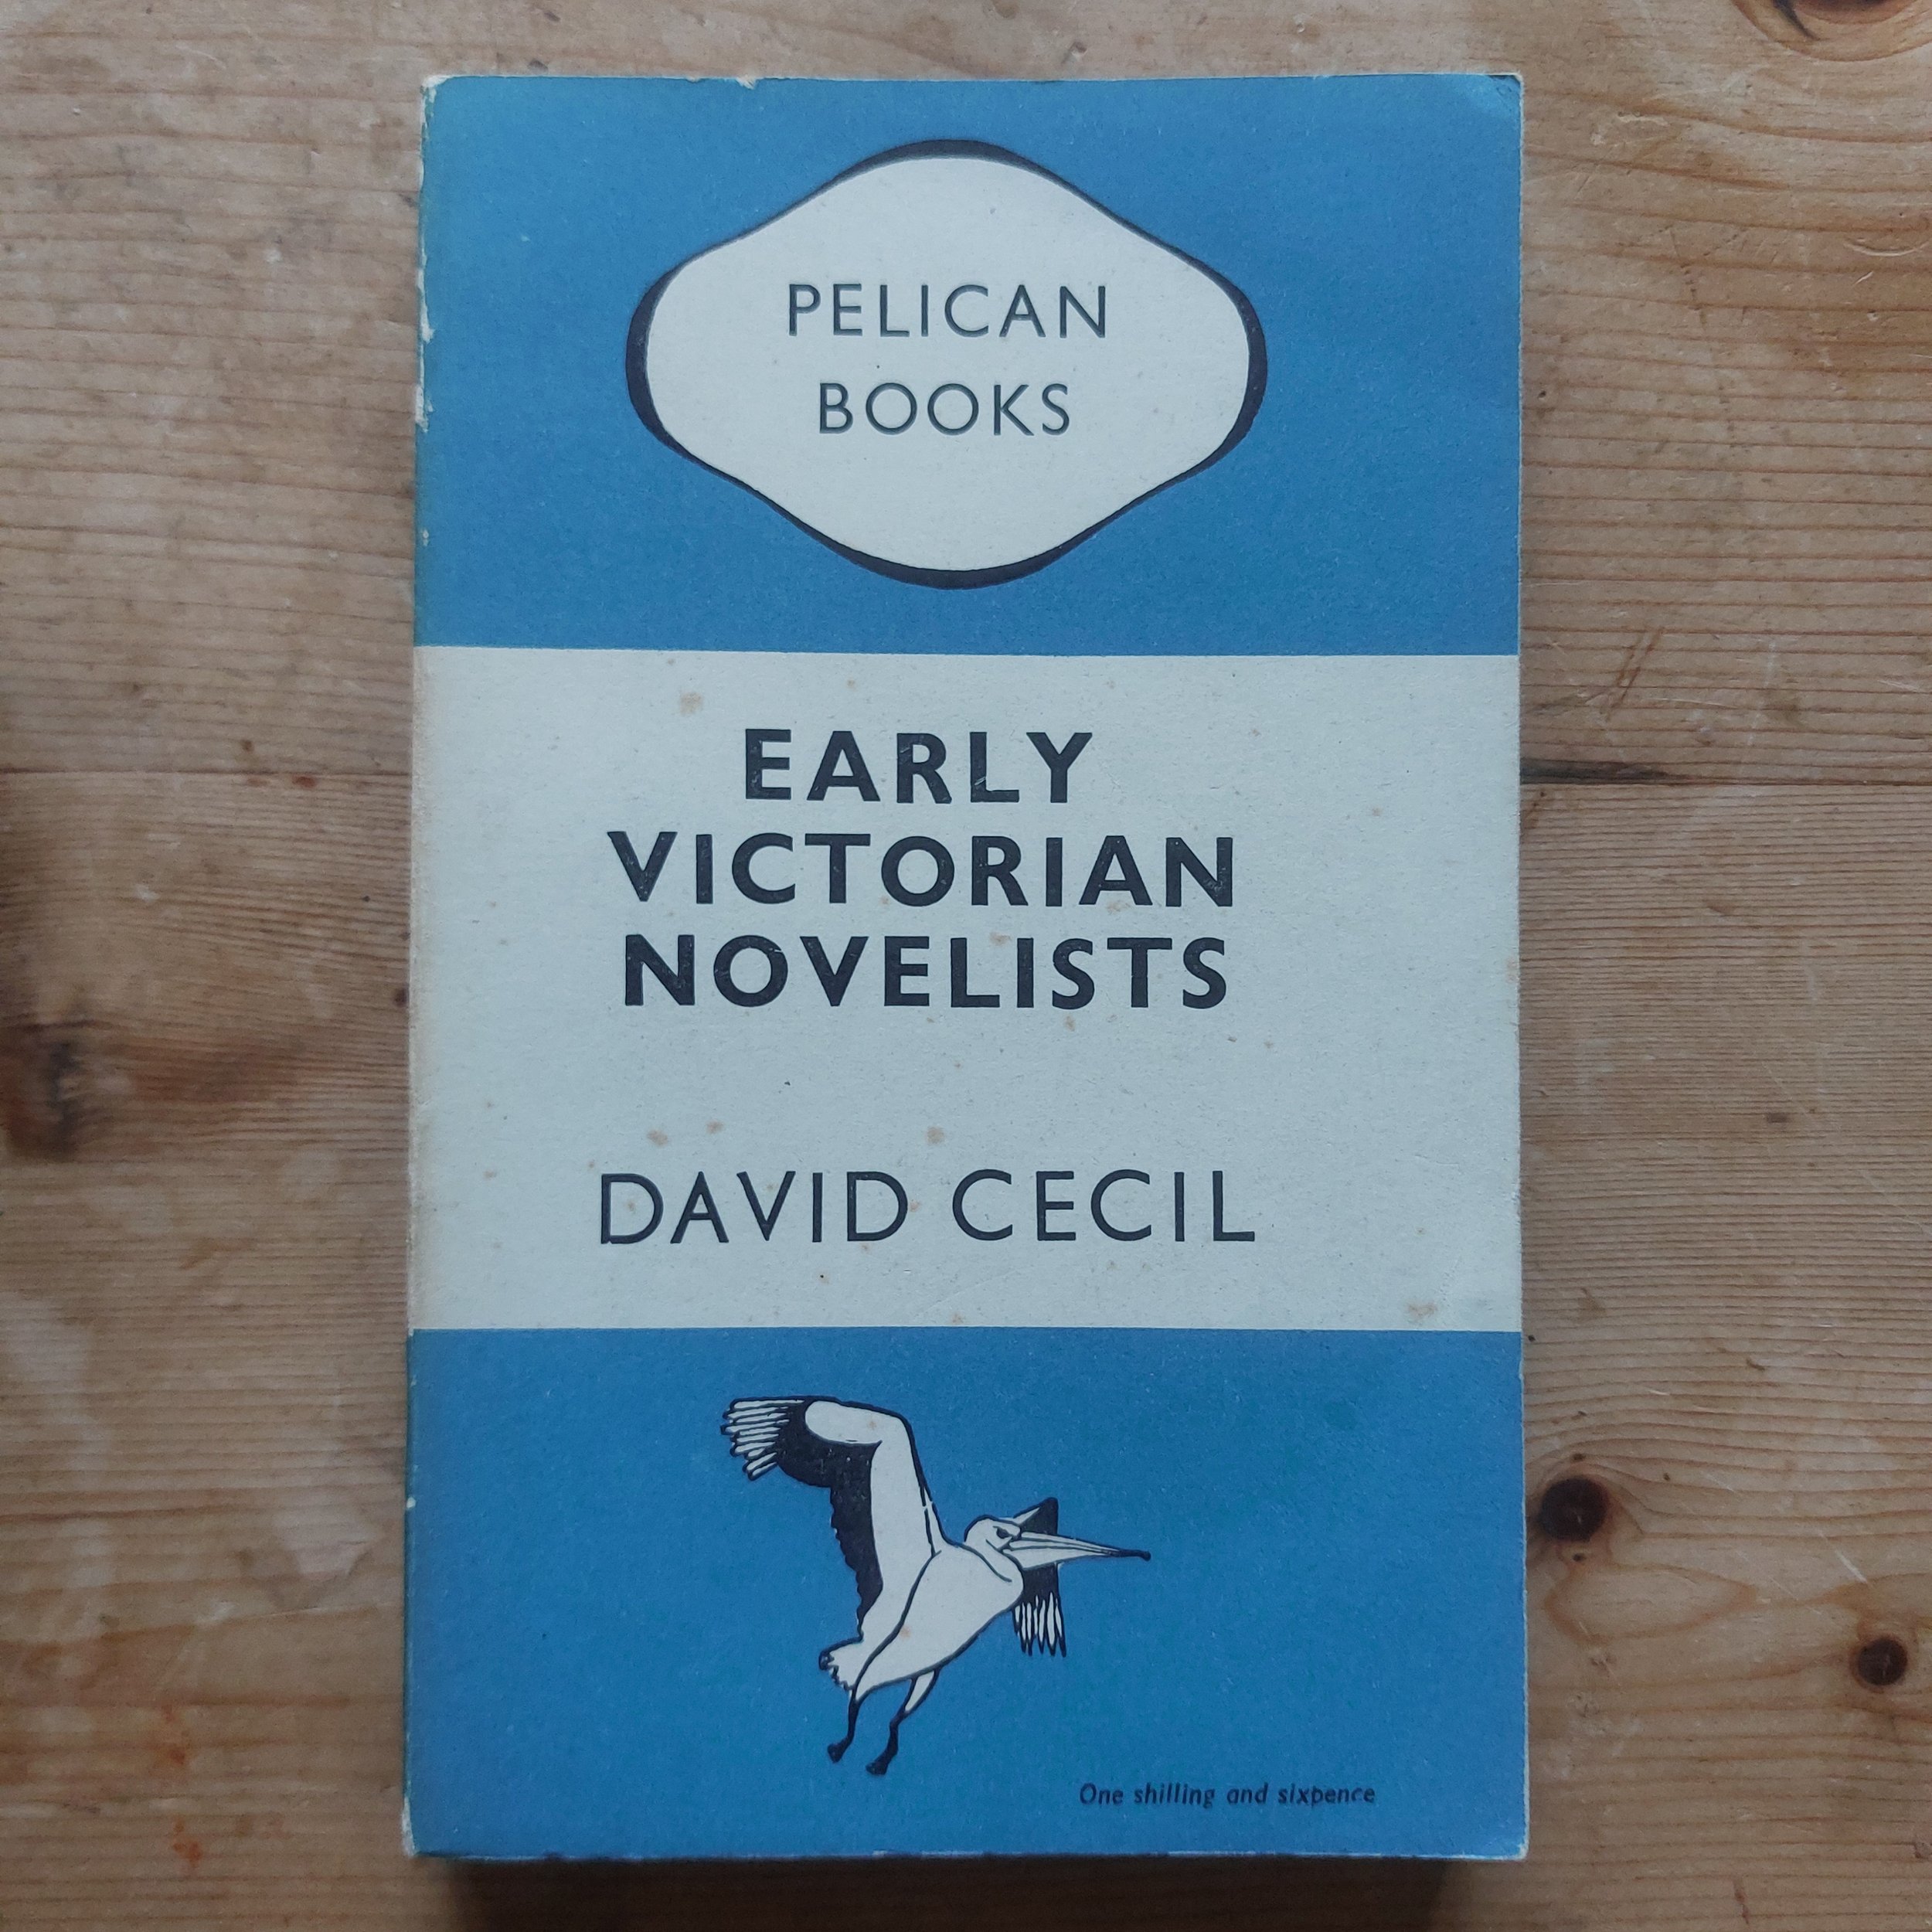 PELICAN
BOOKS
EARLY
VICTORIAN
NOVELISTS
DAVID CECIL
One shilling and sixpence